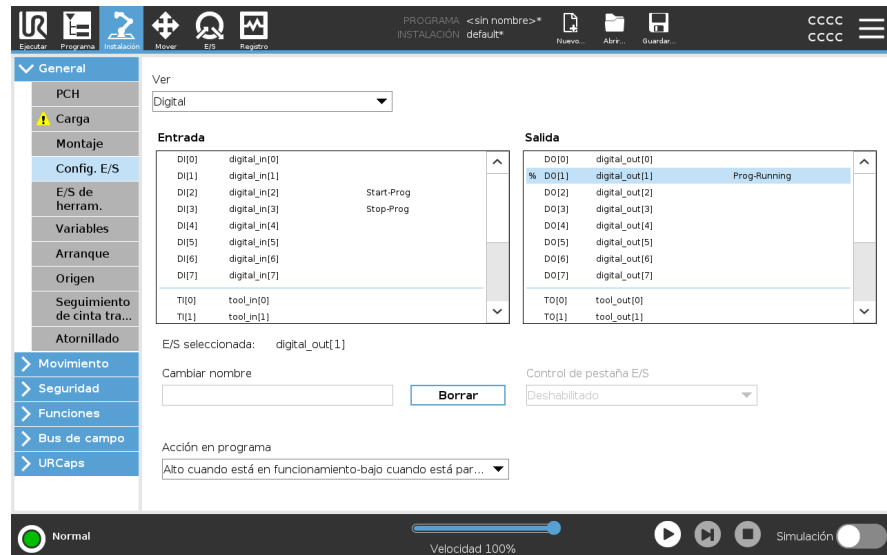 PROGRAMA <sin nombre>*
INSTALACIÓN default*
Ejecutar Programa Instalación Mover E/S Registro Nuevo... Abrir... Guardar...
CCCC
CCCC
General
PCH
Carga
Montaje
Config. E/S
E/S de
herram.
Variables
Arranque
Origen
Seguimiento
de cinta tra...
Atornillado
Movimiento
Seguridad
Funciones
Bus de campo
URCaps
Ver
Digital
Entrada
DI[0] digital_in[0]
DI[1] digital_in[1]
DI[2] digital_in[2] Start-Prog
DI[3] digital_in[3] Stop-Prog
DI[4] digital_in[4]
DI[5] digital_in[5]
DI[6] digital_in[6]
DI[7] digital_in[7]
TI[0] tool_in[0]
TI[1] tool_in[1]
Salida
DO[0] digital_out[0]
% DO[1] digital_out[1] Prog-Running
DO[2] digital_out[2]
DO[3] digital_out[3]
DO[4] digital_out[4]
DO[5] digital_out[5]
DO[6] digital_out[6]
DO[7] digital_out[7]
TO[0] tool_out[0]
TO[1] tool_out[1]
E/S seleccionada: digital_out[1]
Cambiar nombre
Borrar
Control de pestaña E/S
Deshabilitado
Acción en programa
Alto cuando está en funcionamiento-bajo cuando está par...
Normal
Velocidad 100%
Simulación